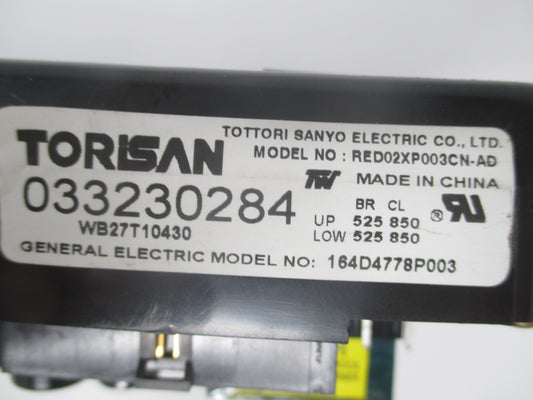 TORISAN
TOTTORI SANYO ELECTRIC CO., LTD.
MODEL NO : RED02XP003CN-AD
MADE IN CHINA
033230284
BR CL
UP 525 850
LOW 525 850
WB27T10430
GENERAL ELECTRIC MODEL NO: 164D4778P003